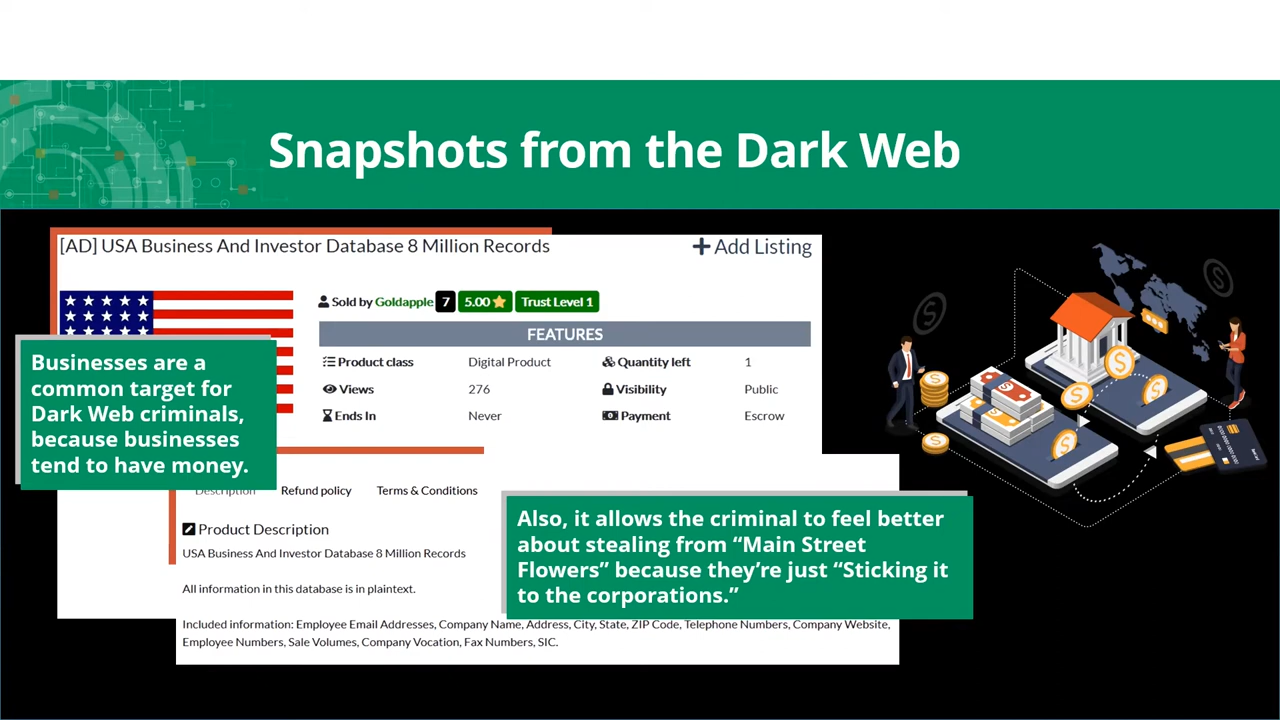 Snapshots from the Dark Web
[AD] USA Business And Investor Database 8 Million Records
Add Listing
Sold by Goldapple 7 5.00 Trust Level 1
FEATURES
Product class Digital Product Quantity left 1
Views 276 Visibility Public
Ends In Never Payment Escrow
Businesses are a
common target for
Dark Web criminals,
because businesses
tend to have money.
Description Refund policy Terms & Conditions
Product Description
USA Business And Investor Database 8 Million Records
All information in this database is in plaintext.
Also, it allows the criminal to feel better
about stealing from “Main Street
Flowers” because they’re just “Sticking it
to the corporations.”
Included information: Employee Email Addresses, Company Name, Address, City, State, ZIP Code, Telephone Numbers, Company Website,
Employee Numbers, Sale Volumes, Company Vocation, Fax Numbers, SIC.